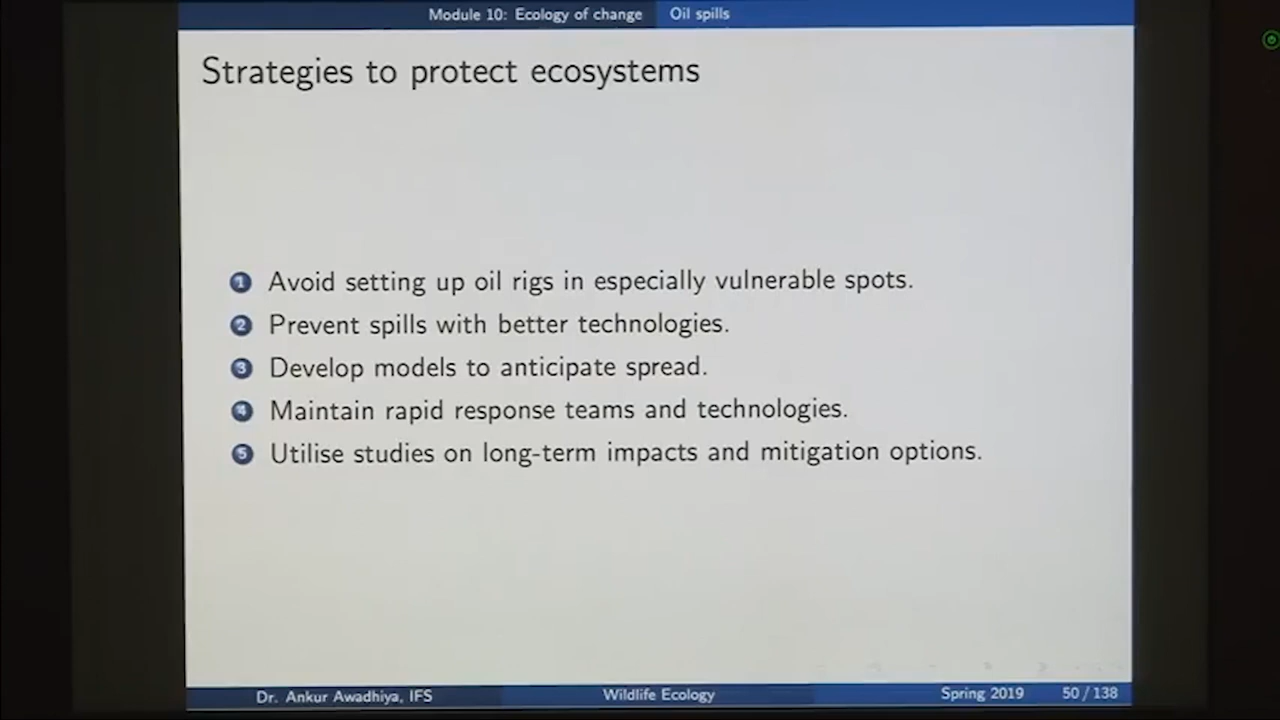 Module 10: Ecology of change Oil spills
Strategies to protect ecosystems
1 Avoid setting up oil rigs in especially vulnerable spots.
2 Prevent spills with better technologies.
3 Develop models to anticipate spread.
4 Maintain rapid response teams and technologies.
5 Utilise studies on long-term impacts and mitigation options.
Dr. Ankur Awadhiya, IFS Wildlife Ecology Spring 2019 50 / 138